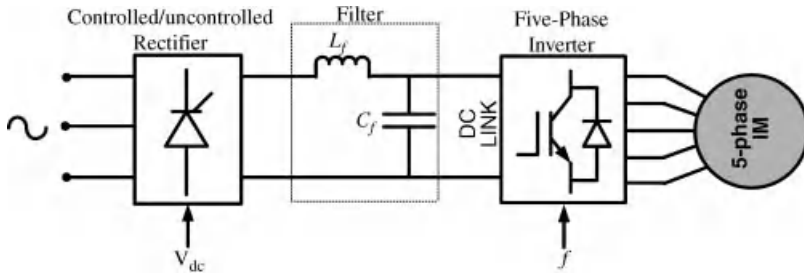 Controlled/uncontrolled
Rectifier
Filter
Five-Phase
Inverter
L_f
C_f
DC
LINK
5-phase
IM
V_dc
f